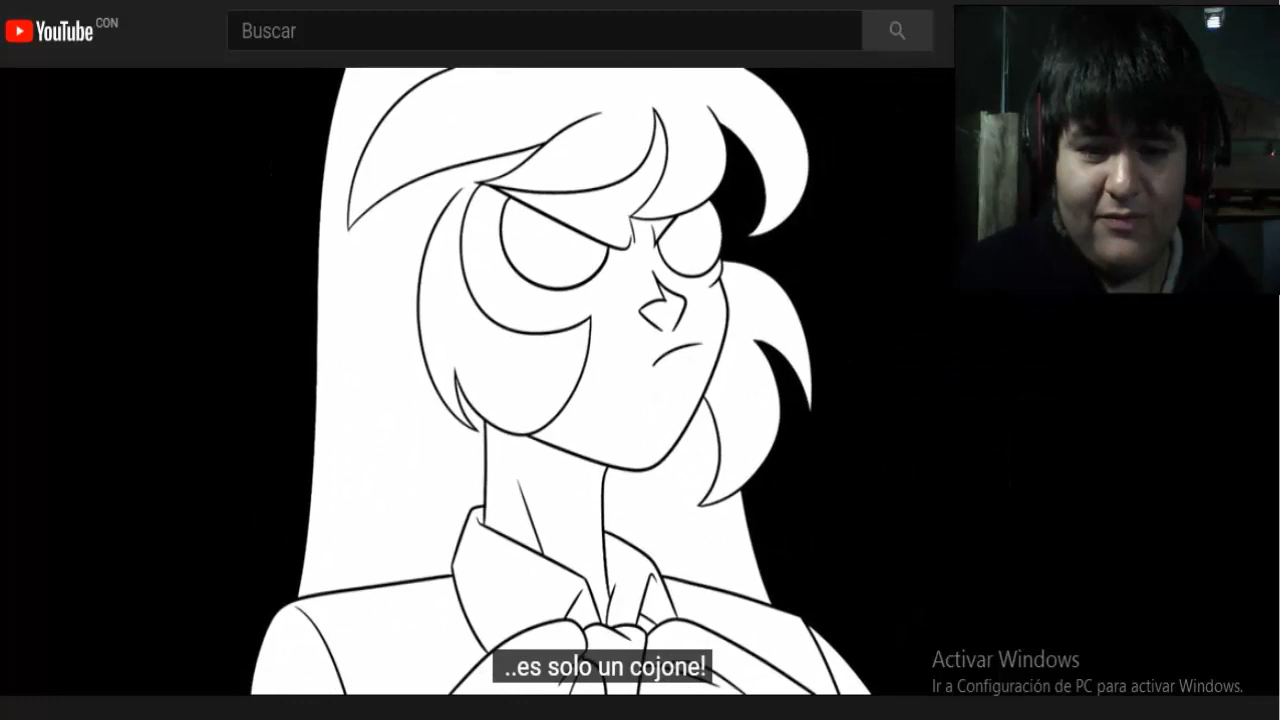 YouTube CON
Buscar
..es solo un cojone!
Activar Windows
Ir a Configuración de PC para activar Windows.